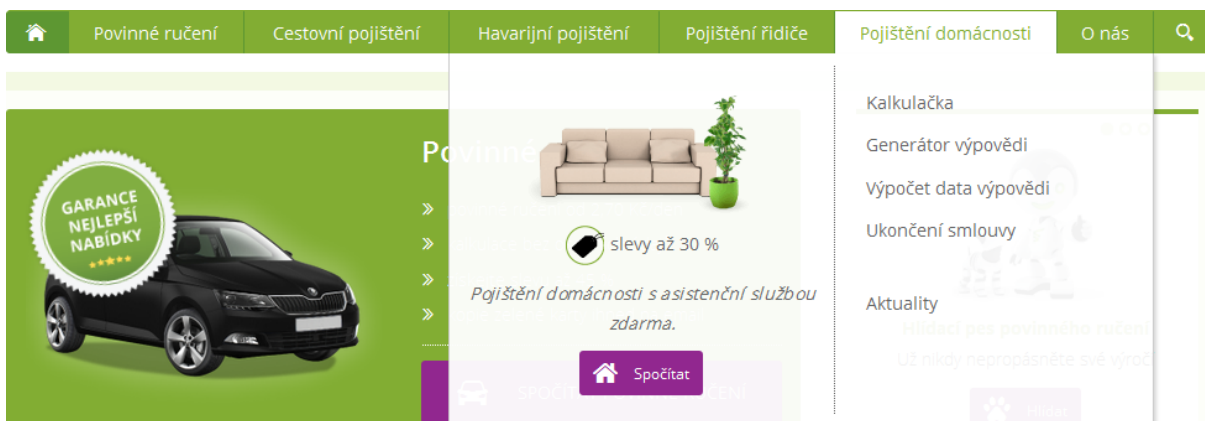 Povinné ručení
Cestovní pojištění
Havarijní pojištění
Pojištění řidiče
Pojištění domácnosti
O nás
GARANCE
NEJLEPŠÍ
NABÍDKY
Povinné
slevy až 30 %
Pojištění domácnosti s asistenční službou
zdarma.
Spočítat
Kalkulačka
Generátor výpovědi
Výpočet data výpovědi
Ukončení smlouvy
Aktuality
Hlídací pes povinného ručení
Už nikdy nepropásněte své výroč
Hlídat